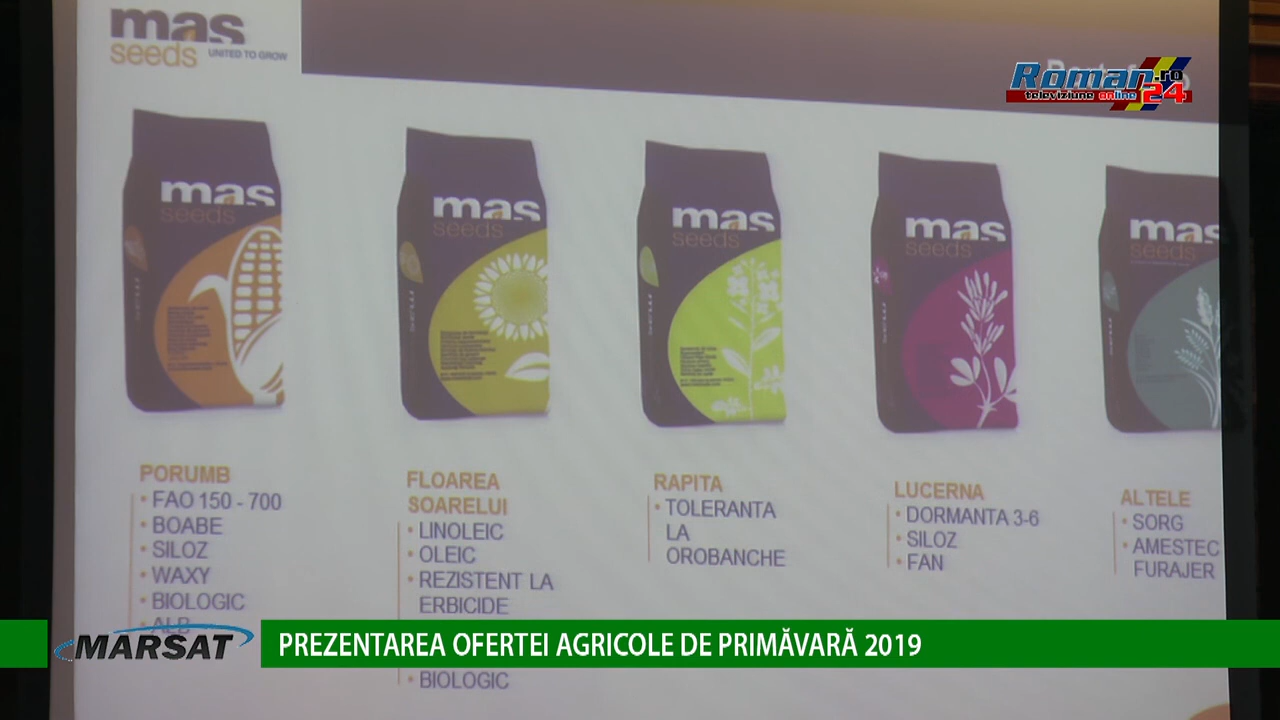 mas
seeds UNITED TO GROW
Roman.ro
televiziune online 24
mas
seeds
mas
seeds
mas
seeds
mas
seeds
mas
seeds
PORUMB
• FAO 150 - 700
• BOABE
• SILOZ
• WAXY
• BIOLOGIC
• ALB
FLOAREA
SOARELUI
• LINOLEIC
• OLEIC
• REZISTENT LA
ERBICIDE
• BIOLOGIC
RAPITA
• TOLERANTA
LA
OROBANCHE
LUCERNA
• DORMANTA 3-6
• SILOZ
• FAN
ALTELE
• SORG
• AMESTEC
FURAJER
MARSAT
PREZENTAREA OFERTEI AGRICOLE DE PRIMĂVARĂ 2019